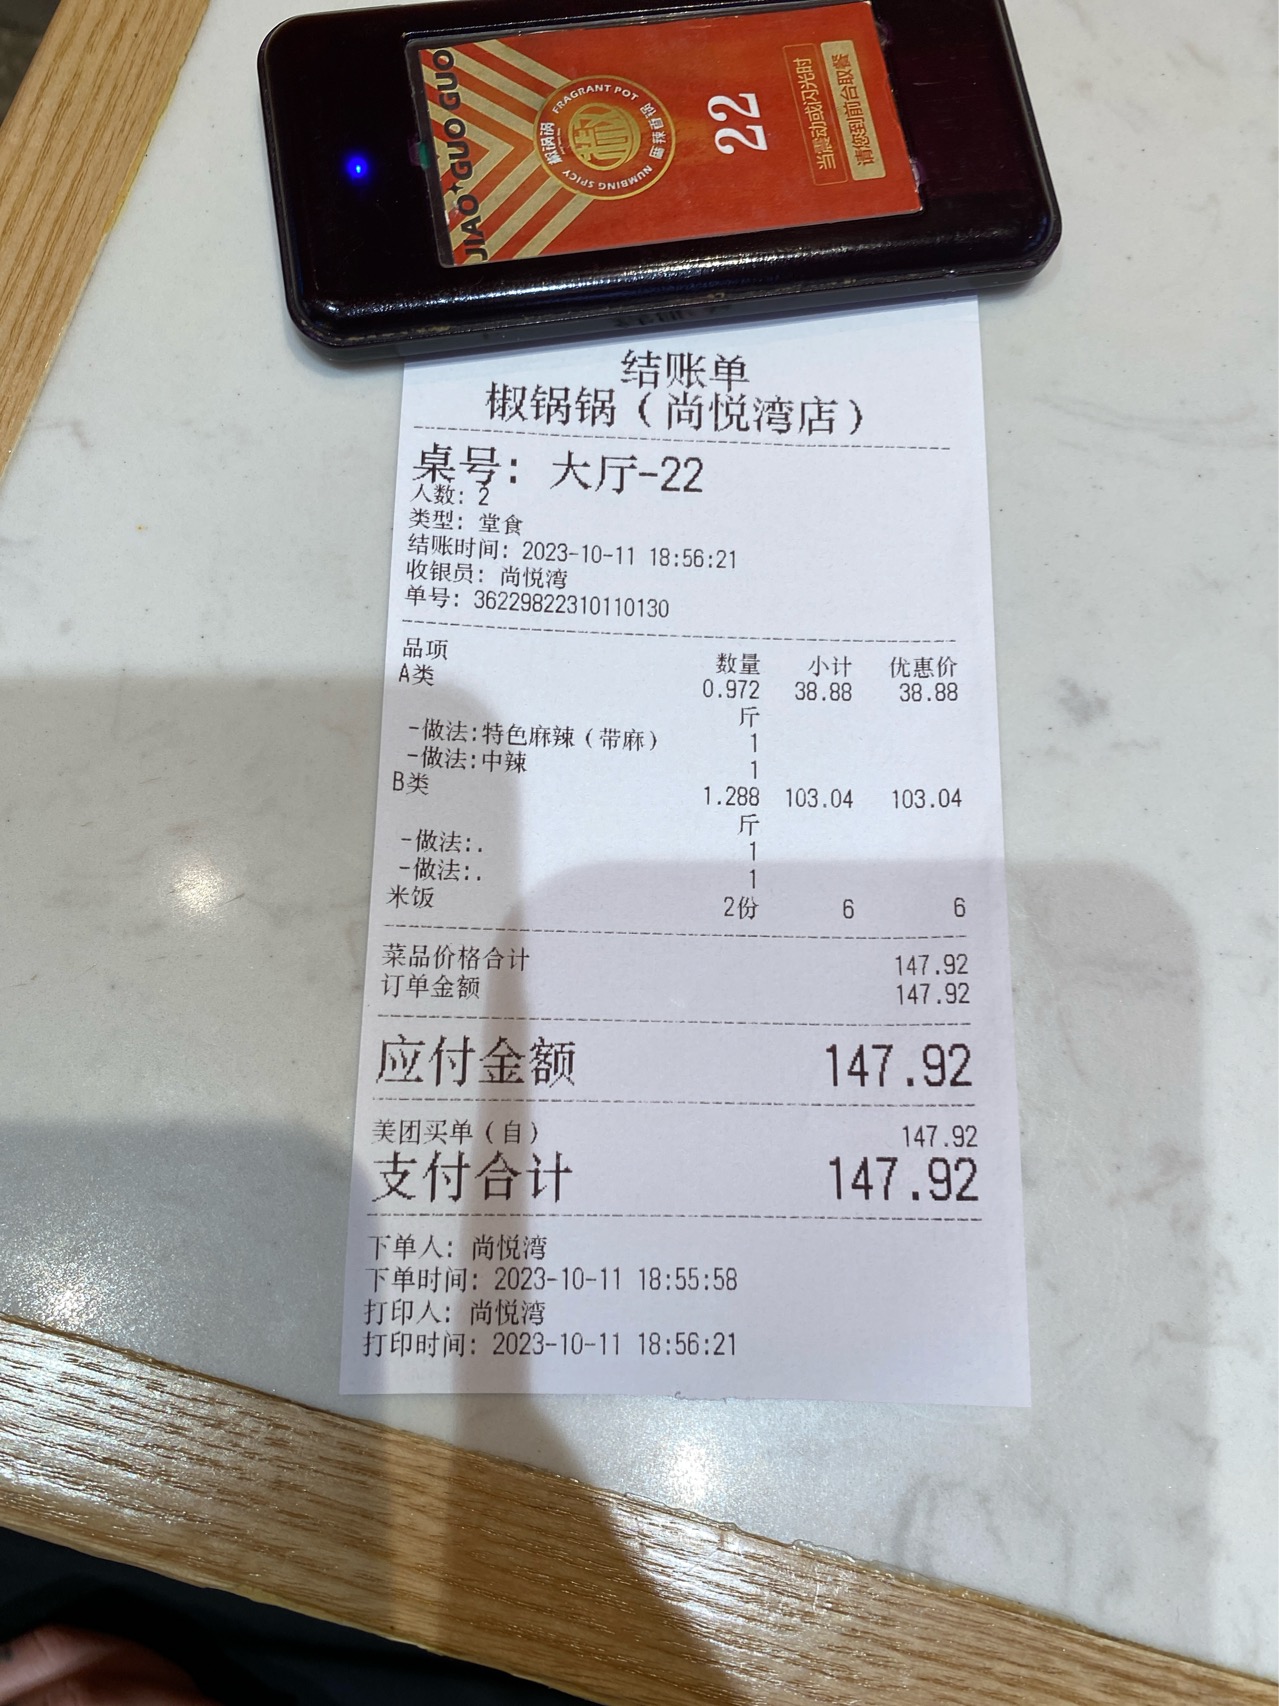 JIAO GUO GUO
FRAGRANT POT
椒锅锅
麻辣香锅
NUMBING SPICY
22
当震动或闪光时
请您到前台取餐
结账单
椒锅锅（尚悦湾店）
桌号：大厅-22
人数：2
类型：堂食
结账时间：2023-10-11 18:56:21
收银员：尚悦湾
单号：36229822310110130
品项 数量 小计 优惠价
A类 0.972 38.88 38.88
斤
-做法:特色麻辣（带麻） 1
-做法:中辣 1
B类 1.288 103.04 103.04
斤
-做法:. 1
-做法:. 1
米饭 2份 6 6
菜品价格合计 147.92
订单金额 147.92
应付金额 147.92
美团买单（自） 147.92
支付合计 147.92
下单人：尚悦湾
下单时间：2023-10-11 18:55:58
打印人：尚悦湾
打印时间：2023-10-11 18:56:21